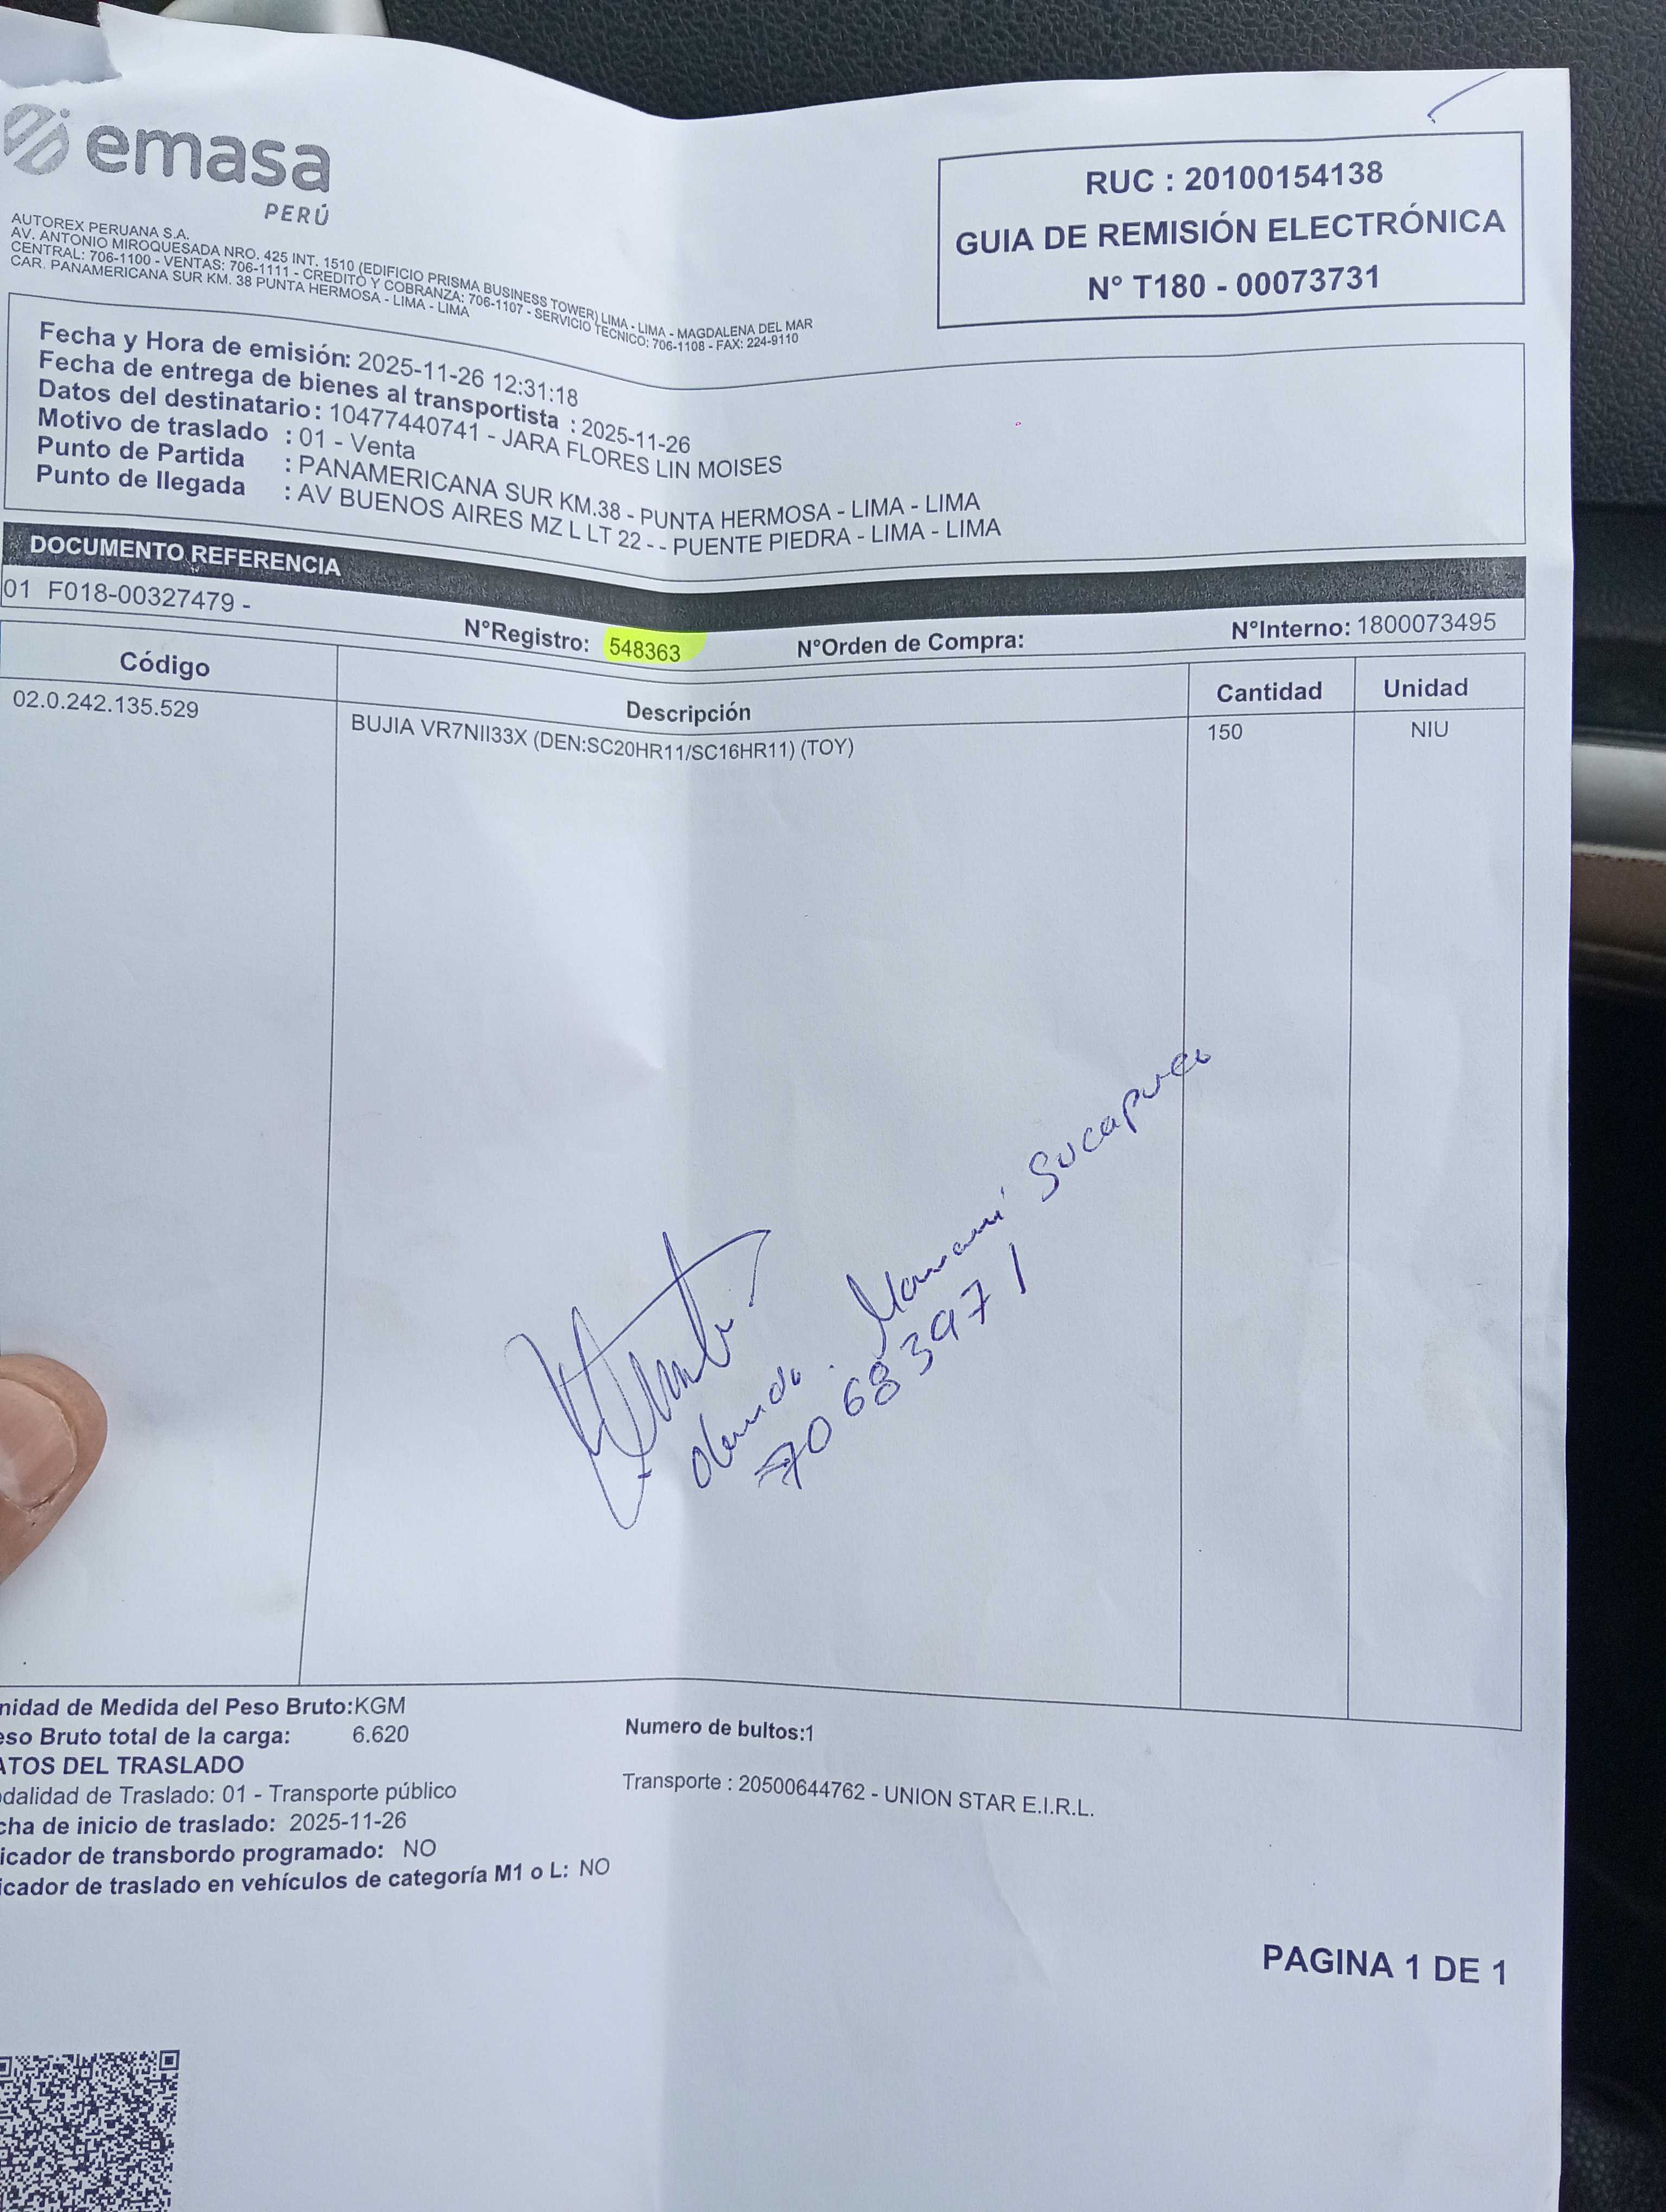 emasa
PERÚ
AUTOREX PERUANA S.A.
AV. ANTONIO MIROQUESADA NRO. 425 INT. 1510 (EDIFICIO PRISMA BUSINESS TOWER) LIMA - LIMA - MAGDALENA DEL MAR
CENTRAL: 706-1100 - VENTAS: 706-1111 - CREDITO Y COBRANZA: 706-1107 - SERVICIO TECNICO: 706-1108 - FAX: 224-9110
CAR. PANAMERICANA SUR KM. 38 PUNTA HERMOSA - LIMA - LIMA
RUC : 20100154138
GUIA DE REMISIÓN ELECTRÓNICA
N° T180 - 00073731
Fecha y Hora de emisión: 2025-11-26 12:31:18
Fecha de entrega de bienes al transportista : 2025-11-26
Datos del destinatario : 10477440741 - JARA FLORES LIN MOISES
Motivo de traslado : 01 - Venta
Punto de Partida : PANAMERICANA SUR KM.38 - PUNTA HERMOSA - LIMA - LIMA
Punto de llegada : AV BUENOS AIRES MZ L LT 22 - - PUENTE PIEDRA - LIMA - LIMA
DOCUMENTO REFERENCIA
01 F018-00327479 -
N°Registro: 548363 N°Orden de Compra: N°Interno: 1800073495
Código Descripción Cantidad Unidad
02.0.242.135.529 BUJIA VR7NII33X (DEN:SC20HR11/SC16HR11) (TOY) 150 NIU
Mamani Sucapuca
70683971
nidad de Medida del Peso Bruto:KGM
eso Bruto total de la carga: 6.620 Numero de bultos:1
ATOS DEL TRASLADO
odalidad de Traslado: 01 - Transporte público Transporte : 20500644762 - UNION STAR E.I.R.L.
cha de inicio de traslado: 2025-11-26
icador de transbordo programado: NO
icador de traslado en vehículos de categoría M1 o L: NO
PAGINA 1 DE 1